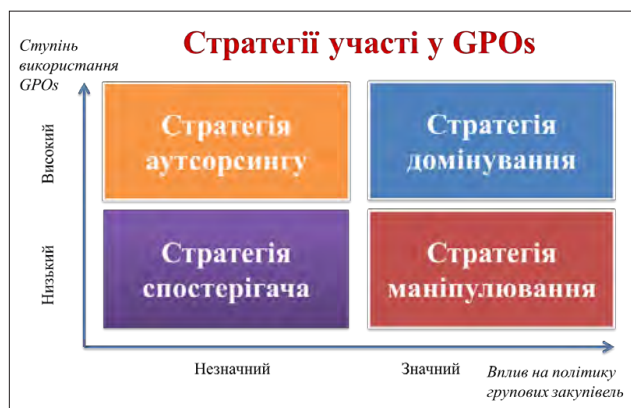 Стратегії участі у GPOs
Ступінь
використання
GPOs
Високий
Стратегія
аутсорсингу
Стратегія
домінування
Низький
Стратегія
спостерігача
Стратегія
маніпулювання
Незначний
Значний
Вплив на політику
групових закупівель